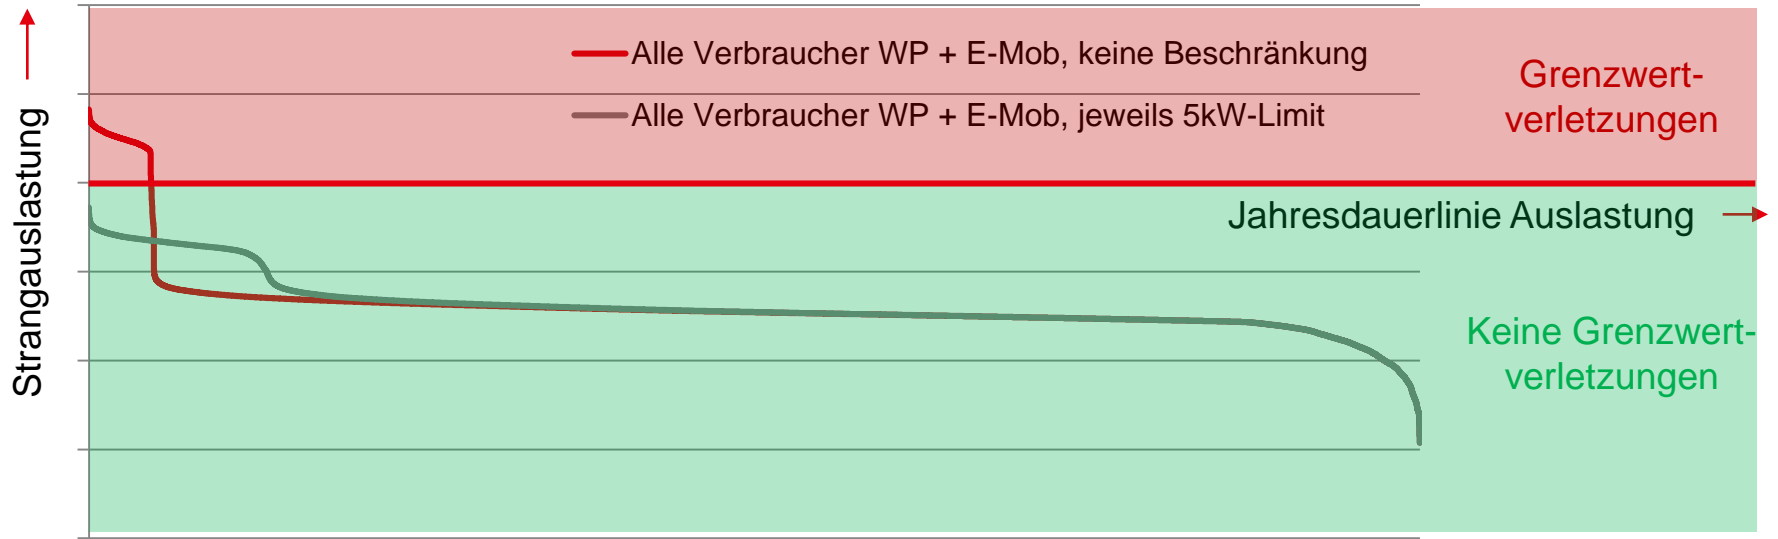 Strangauslastung
Alle Verbraucher WP + E-Mob, keine Beschränkung
Alle Verbraucher WP + E-Mob, jeweils 5kW-Limit
Grenzwert-
verletzungen
Jahresdauerlinie Auslastung
Keine Grenzwert-
verletzungen